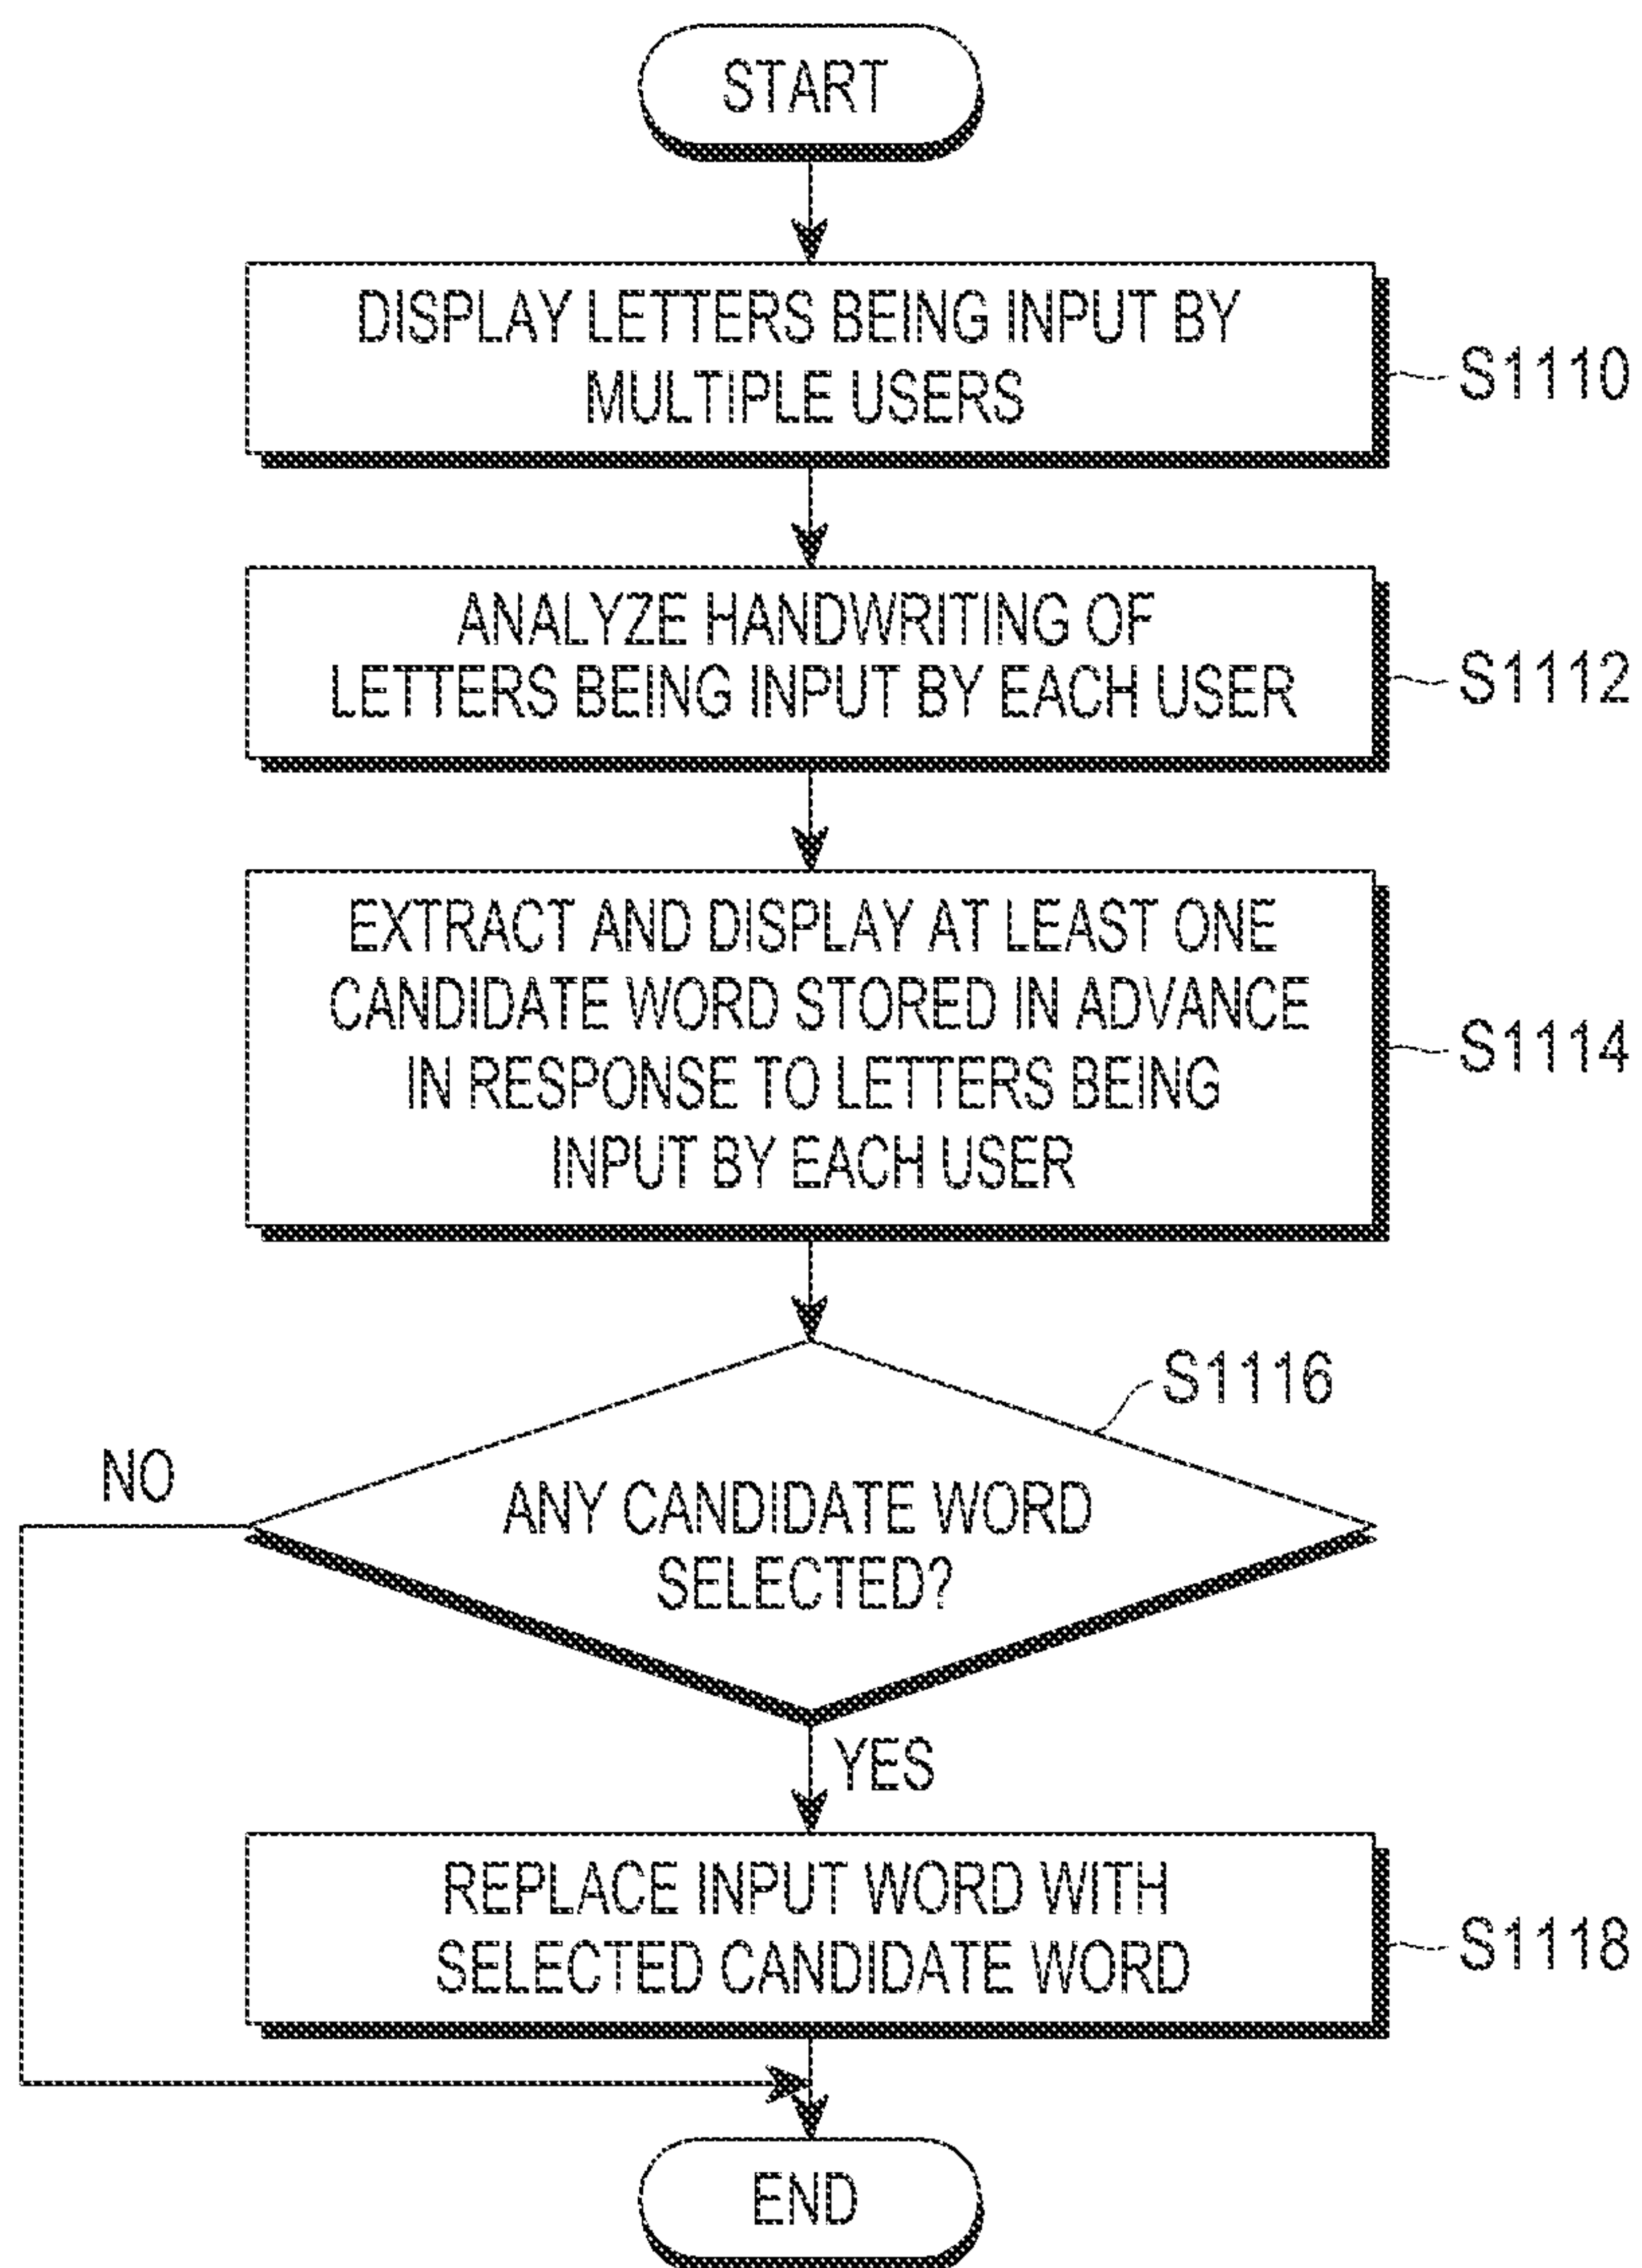 START
DISPLAY LETTERS BEING INPUT BY
MULTIPLE USERS
S1110
ANALYZE HANDWRITING OF
LETTERS BEING INPUT BY EACH USER
S1112
EXTRACT AND DISPLAY AT LEAST ONE
CANDIDATE WORD STORED IN ADVANCE
IN RESPONSE TO LETTERS BEING
INPUT BY EACH USER
S1114
S1116
NO
ANY CANDIDATE WORD
SELECTED?
YES
REPLACE INPUT WORD WITH
SELECTED CANDIDATE WORD
S1118
END